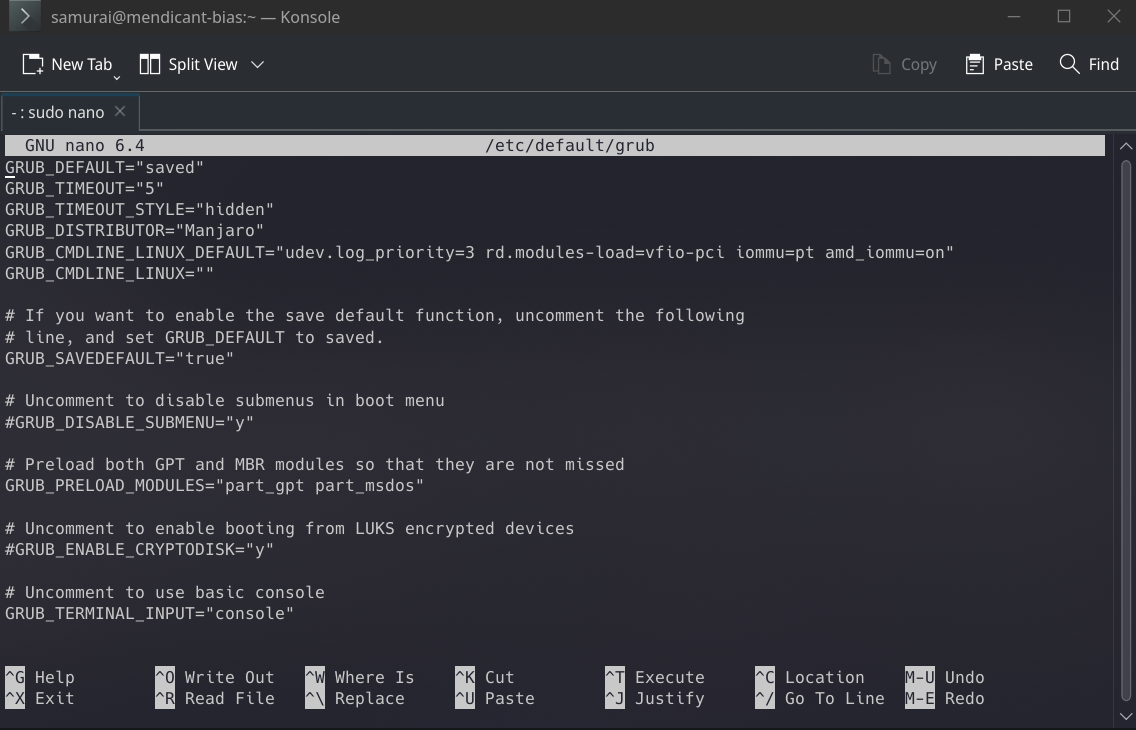 samurai@mendicant-bias:~ — Konsole
New Tab Split View Copy Paste Find
- : sudo nano
GNU nano 6.4 /etc/default/grub
GRUB_DEFAULT="saved"
GRUB_TIMEOUT="5"
GRUB_TIMEOUT_STYLE="hidden"
GRUB_DISTRIBUTOR="Manjaro"
GRUB_CMDLINE_LINUX_DEFAULT="udev.log_priority=3 rd.modules-load=vfio-pci iommu=pt amd_iommu=on"
GRUB_CMDLINE_LINUX=""
# If you want to enable the save default function, uncomment the following
# line, and set GRUB_DEFAULT to saved.
GRUB_SAVEDEFAULT="true"
# Uncomment to disable submenus in boot menu
#GRUB_DISABLE_SUBMENU="y"
# Preload both GPT and MBR modules so that they are not missed
GRUB_PRELOAD_MODULES="part_gpt part_msdos"
# Uncomment to enable booting from LUKS encrypted devices
#GRUB_ENABLE_CRYPTODISK="y"
# Uncomment to use basic console
GRUB_TERMINAL_INPUT="console"
^G Help ^O Write Out ^W Where Is ^K Cut ^T Execute ^C Location M-U Undo
^X Exit ^R Read File ^\ Replace ^U Paste ^J Justify ^/ Go To Line M-E Redo